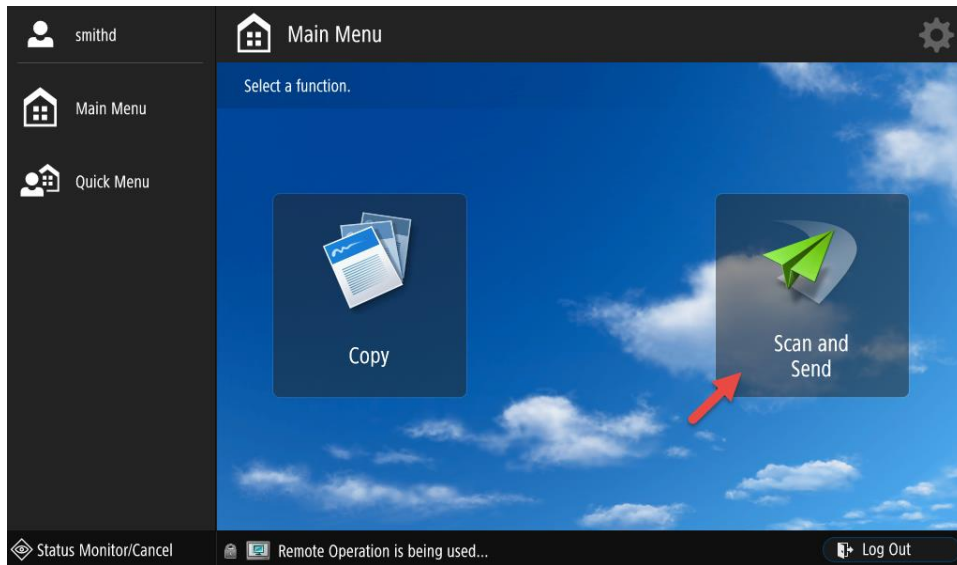 smithd
Main Menu
Quick Menu
Status Monitor/Cancel
Main Menu
Select a function.
Copy
Scan and
Send
Remote Operation is being used...
Log Out